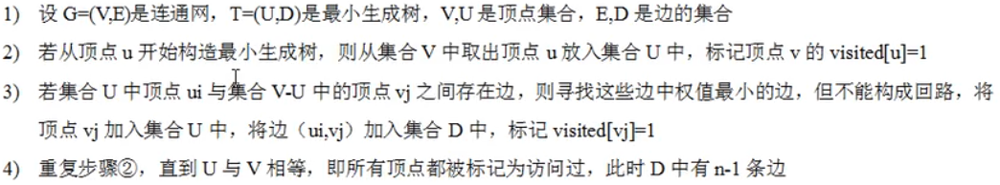 1) 设 G=(V,E)是连通网，T=(U,D)是最小生成树，V,U 是顶点集合，E,D 是边的集合
2) 若从顶点 u 开始构造最小生成树，则从集合 V 中取出顶点 u 放入集合 U 中，标记顶点 v 的 visited[u]=1
3) 若集合 U 中顶点 ui 与集合 V-U 中的顶点 vj 之间存在边，则寻找这些边中权值最小的边，但不能构成回路，将
顶点 vj 加入集合 U 中，将边（ui,vj）加入集合 D 中，标记 visited[vj]=1
4) 重复步骤②，直到 U 与 V 相等，即所有顶点都被标记为访问过，此时 D 中有 n-1 条边